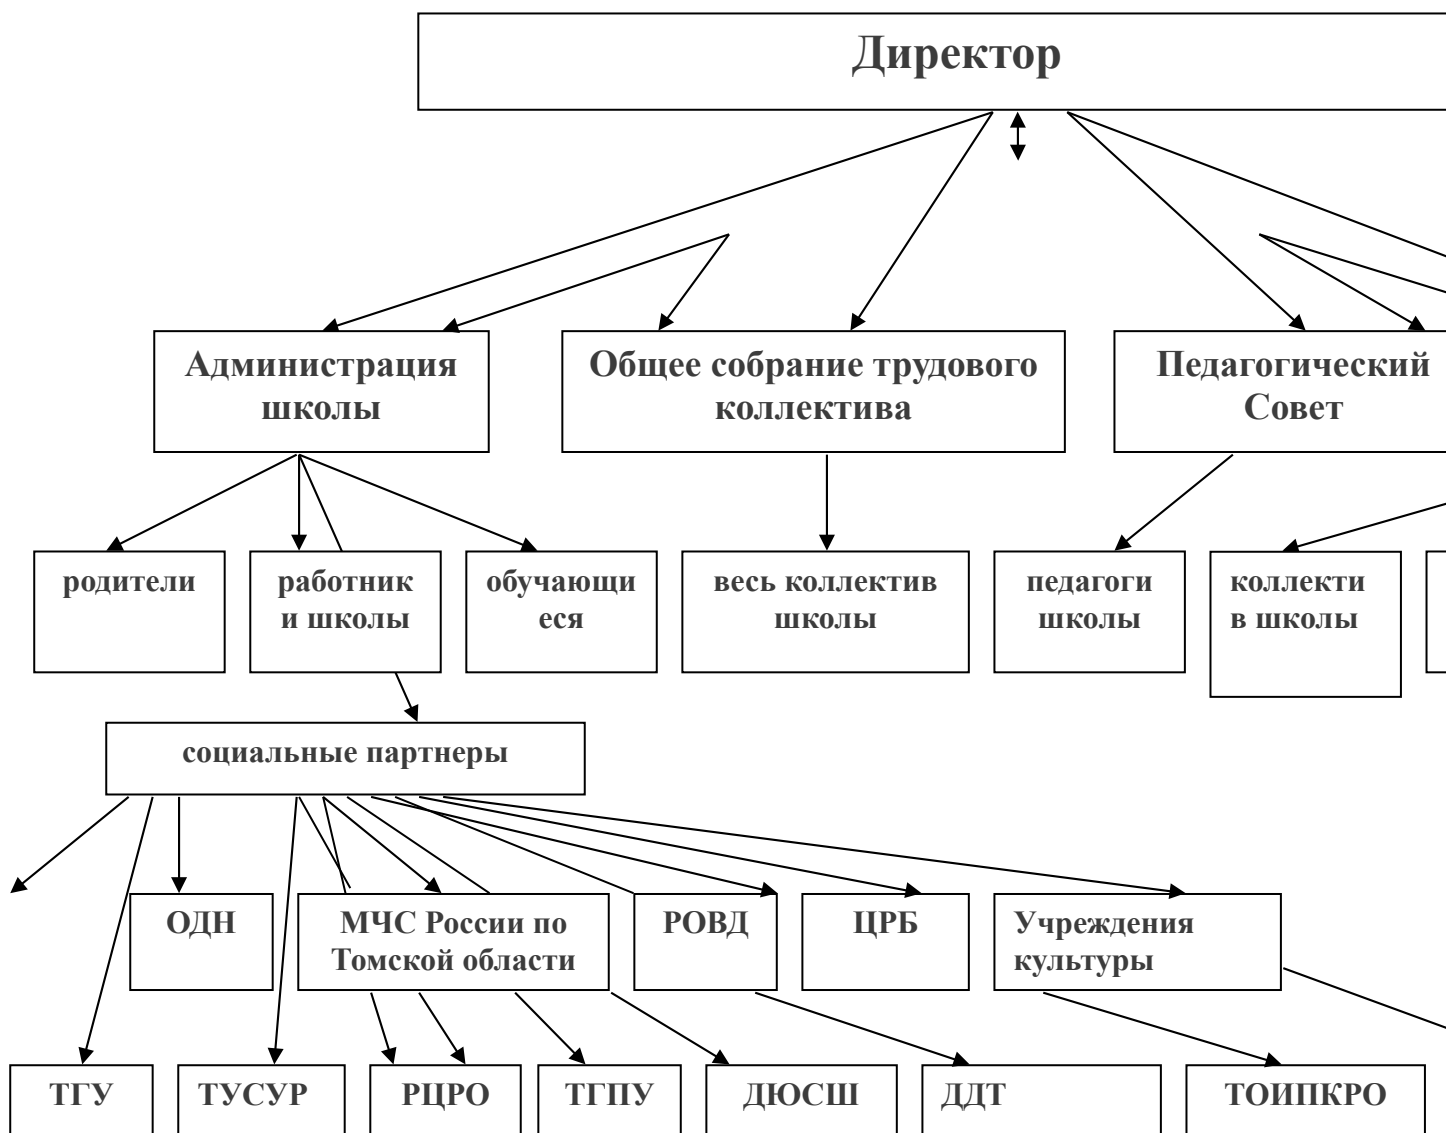 Директор
Администрация
школы
Общее собрание трудового
коллектива
Педагогический
Совет
родители
работник
и школы
обучающи
еся
весь коллектив
школы
педагоги
школы
коллекти
в школы
социальные партнеры
ОДН
МЧС России по
Томской области
РОВД
ЦРБ
Учреждения
культуры
ТГУ
ТУСУР
РЦРО
ТГПУ
ДЮСШ
ДДТ
ТОИПКРО